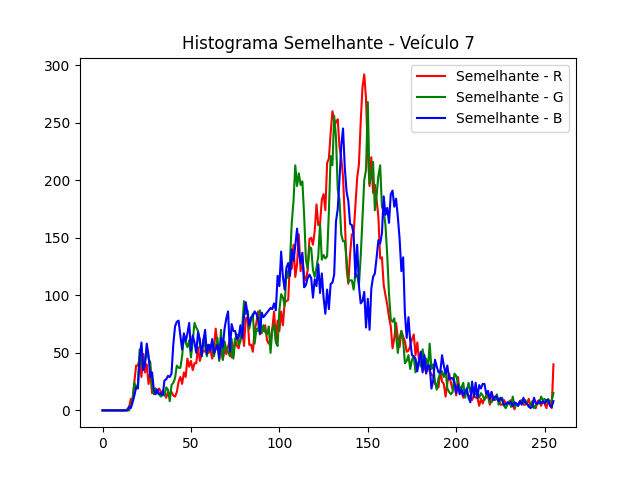 Histograma Semelhante - Veículo 7
300
250
200
150
100
50
0
Semelhante - R
Semelhante - G
Semelhante - B
0 50 100 150 200 250